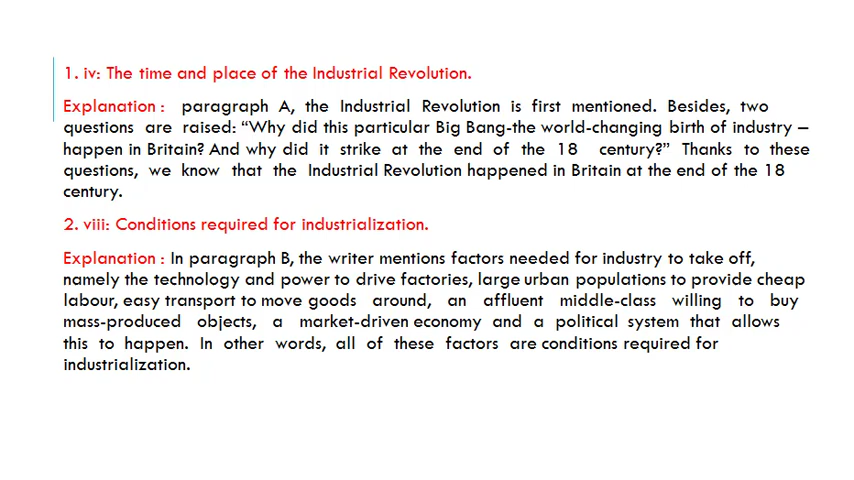 1. iv: The time and place of the Industrial Revolution.
Explanation : paragraph A, the Industrial Revolution is first mentioned. Besides, two
questions are raised: “Why did this particular Big Bang-the world-changing birth of industry –
happen in Britain? And why did it strike at the end of the 18 century?” Thanks to these
questions, we know that the Industrial Revolution happened in Britain at the end of the 18
century.
2. viii: Conditions required for industrialization.
Explanation : In paragraph B, the writer mentions factors needed for industry to take off,
namely the technology and power to drive factories, large urban populations to provide cheap
labour, easy transport to move goods around, an affluent middle-class willing to buy
mass-produced objects, a market-driven economy and a political system that allows
this to happen. In other words, all of these factors are conditions required for
industrialization.